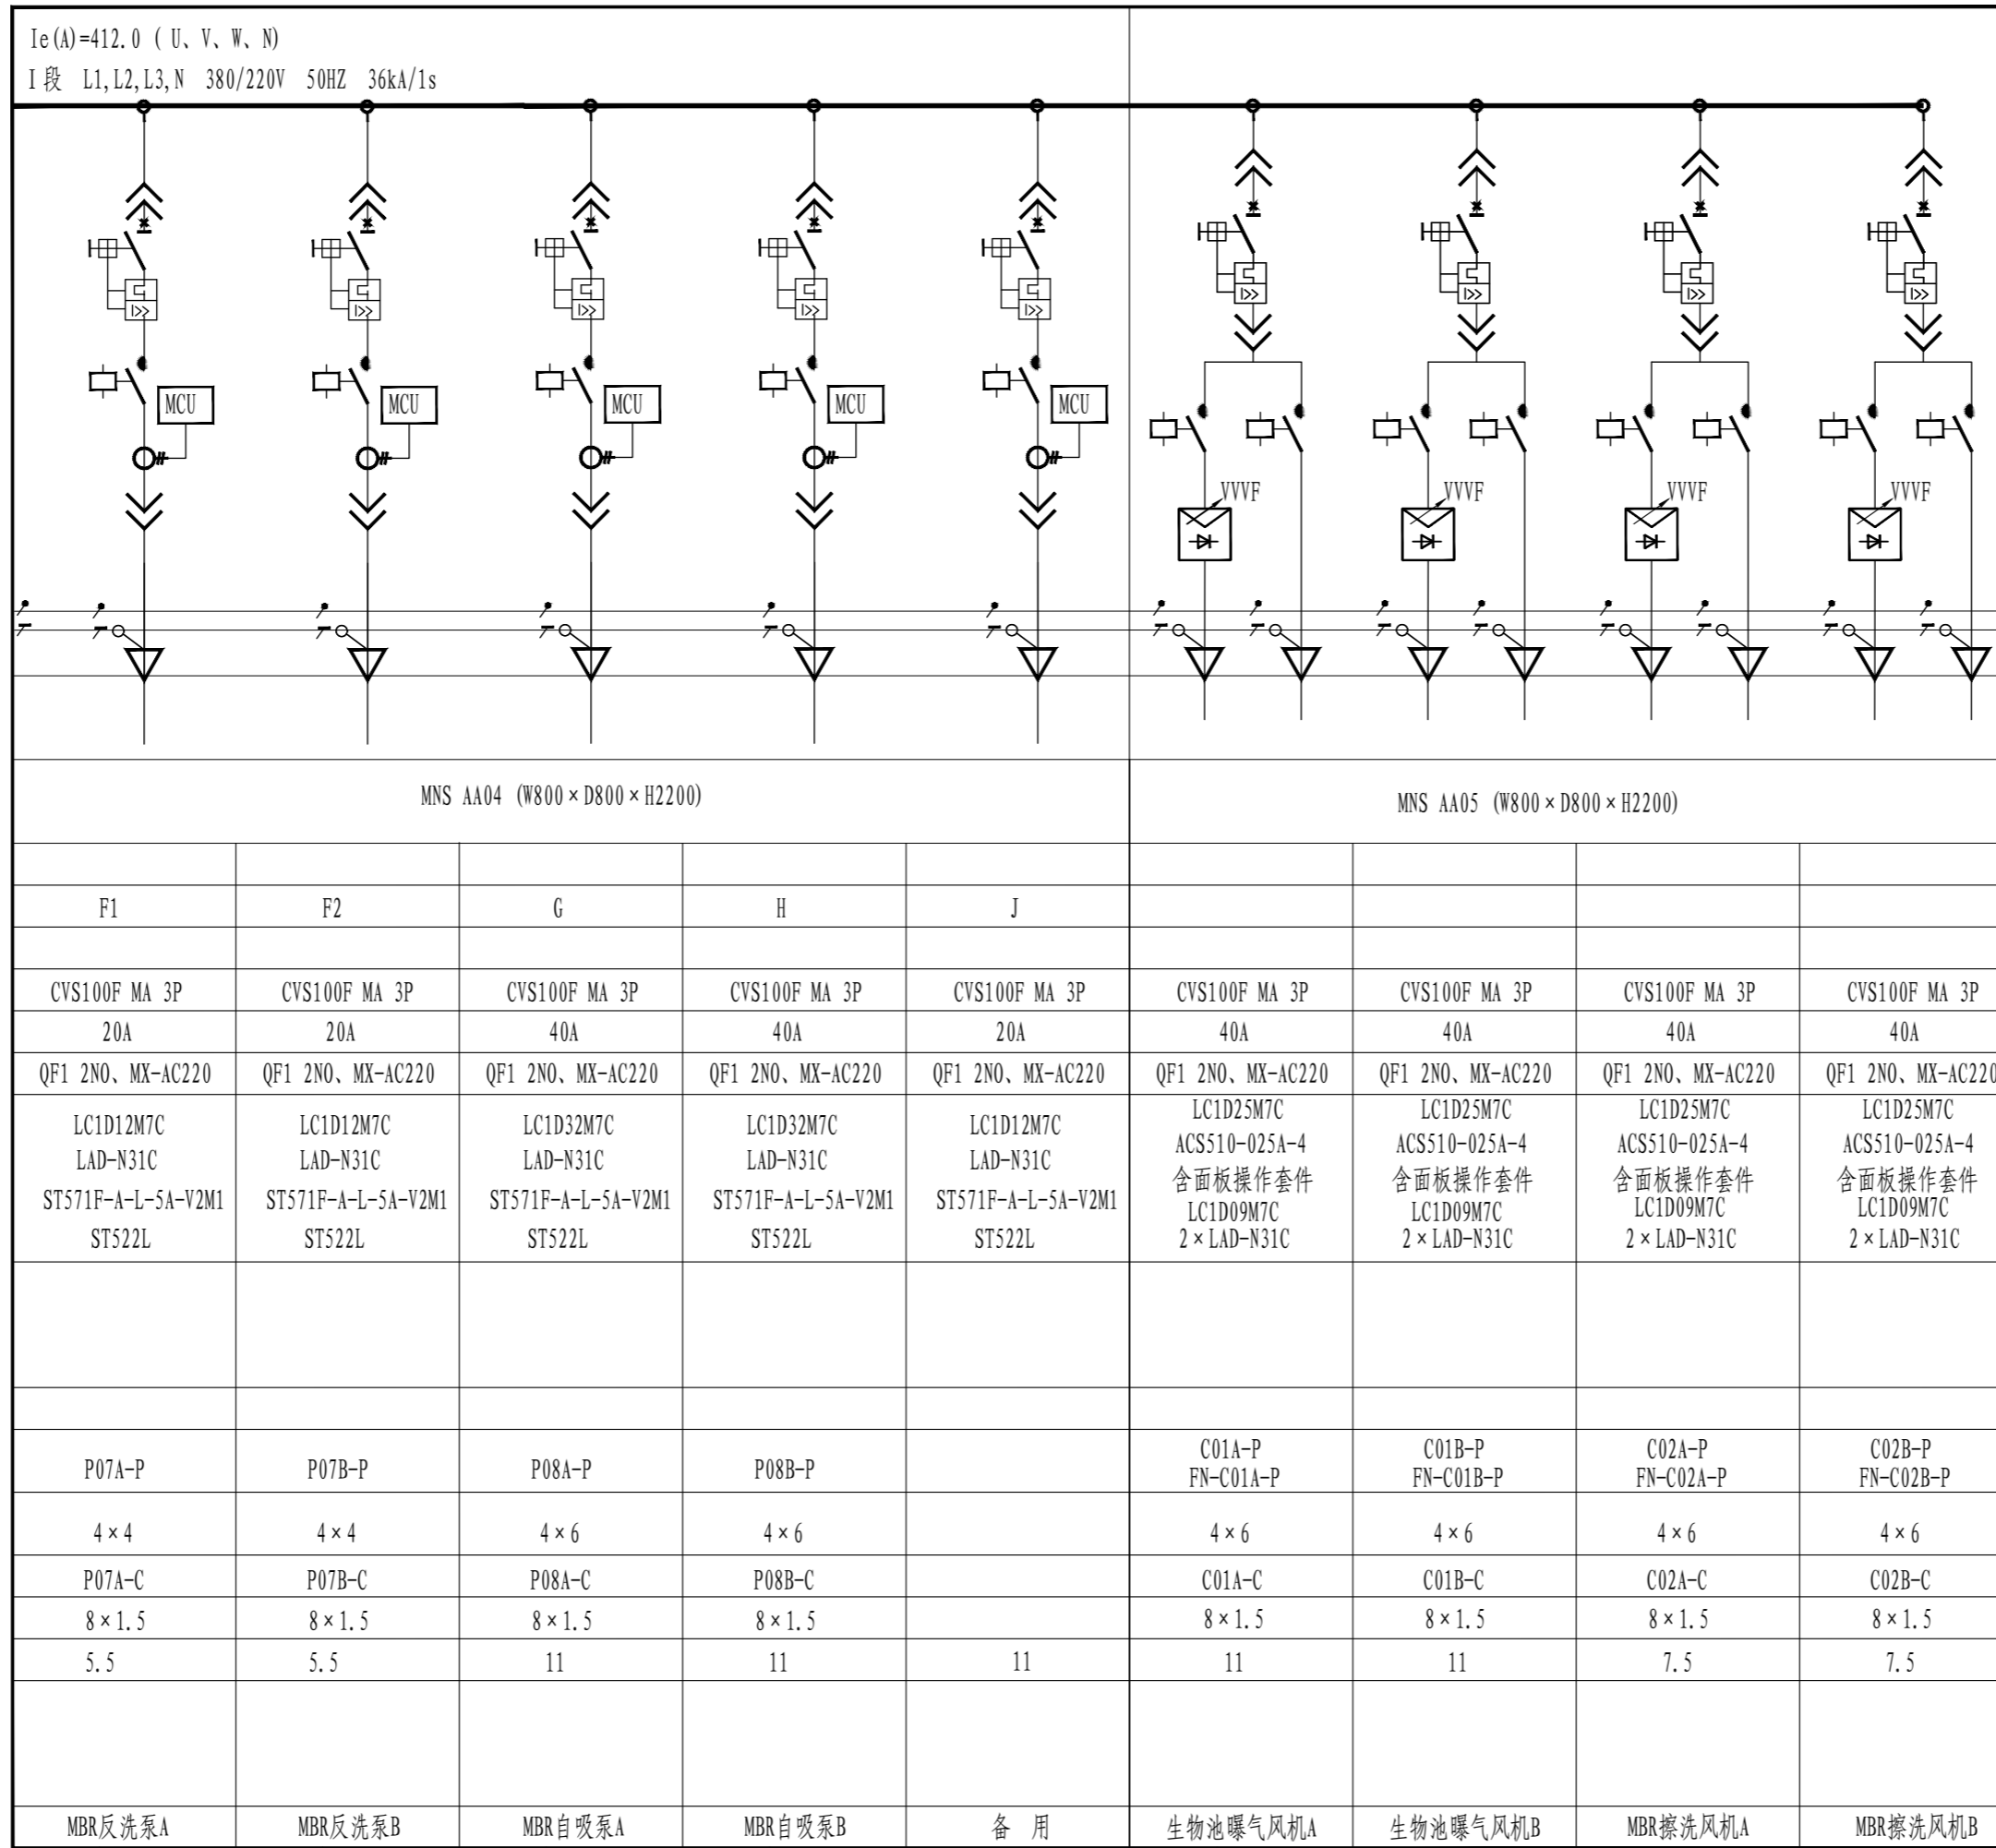 Ie(A)=412.0 ( U、V、W、N)
I 段 L1,L2,L3,N 380/220V 50HZ 36kA/1s
I>> I>> I>> I>> I>> I>> I>> I>> I>>
MCU MCU MCU MCU MCU
VVVF VVVF VVVF VVVF
MNS AA04 (W800×D800×H2200) MNS AA05 (W800×D800×H2200)
F1 F2 G H J
CVS100F MA 3P CVS100F MA 3P CVS100F MA 3P CVS100F MA 3P CVS100F MA 3P CVS100F MA 3P CVS100F MA 3P CVS100F MA 3P CVS100F MA 3P
20A 20A 40A 40A 20A 40A 40A 40A 40A
QF1 2NO、MX-AC220 QF1 2NO、MX-AC220 QF1 2NO、MX-AC220 QF1 2NO、MX-AC220 QF1 2NO、MX-AC220 QF1 2NO、MX-AC220 QF1 2NO、MX-AC220 QF1 2NO、MX-AC220 QF1 2NO、MX-AC220
LC1D12M7C LC1D12M7C LC1D32M7C LC1D32M7C LC1D12M7C LC1D25M7C LC1D25M7C LC1D25M7C LC1D25M7C
LAD-N31C LAD-N31C LAD-N31C LAD-N31C LAD-N31C ACS510-025A-4 ACS510-025A-4 ACS510-025A-4 ACS510-025A-4
含面板操作套件 含面板操作套件 含面板操作套件 含面板操作套件
ST571F-A-L-5A-V2M1 ST571F-A-L-5A-V2M1 ST571F-A-L-5A-V2M1 ST571F-A-L-5A-V2M1 ST571F-A-L-5A-V2M1 LC1D09M7C LC1D09M7C LC1D09M7C LC1D09M7C
ST522L ST522L ST522L ST522L ST522L 2×LAD-N31C 2×LAD-N31C 2×LAD-N31C 2×LAD-N31C
C01A-P C01B-P C02A-P C02B-P
P07A-P P07B-P P08A-P P08B-P FN-C01A-P FN-C01B-P FN-C02A-P FN-C02B-P
4×4 4×4 4×6 4×6 4×6 4×6 4×6 4×6
P07A-C P07B-C P08A-C P08B-C C01A-C C01B-C C02A-C C02B-C
8×1.5 8×1.5 8×1.5 8×1.5 8×1.5 8×1.5 8×1.5 8×1.5
5.5 5.5 11 11 11 11 11 7.5 7.5
MBR反洗泵A MBR反洗泵B MBR自吸泵A MBR自吸泵B 备 用 生物池曝气风机A 生物池曝气风机B MBR擦洗风机A MBR擦洗风机B